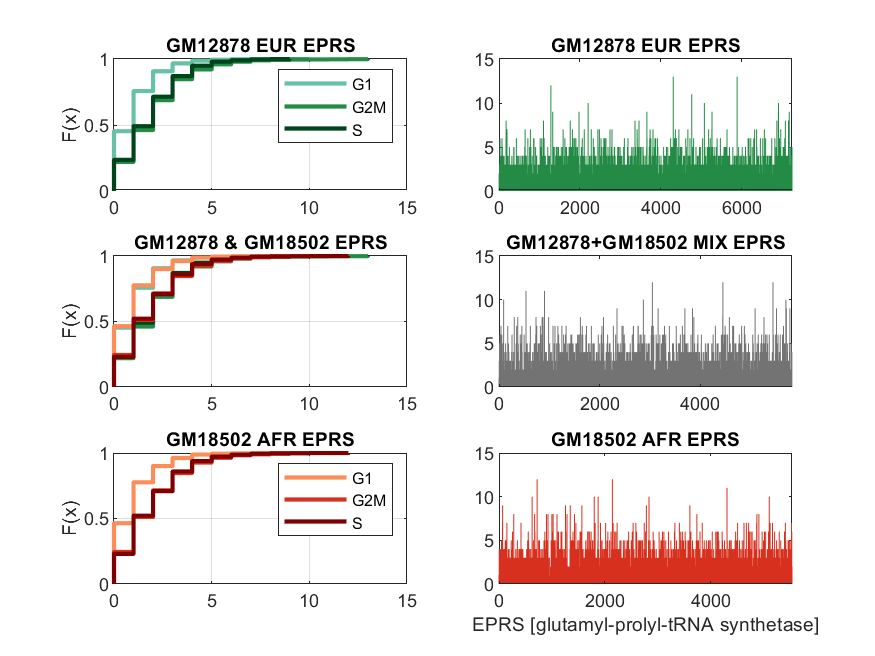 GM12878 EUR EPRS
1
0.5
0
F(x)
0 5 10 15
G1
G2M
S
GM12878 EUR EPRS
15
10
5
0
0 2000 4000 6000
GM12878 & GM18502 EPRS
1
0.5
0
F(x)
0 5 10 15
GM12878+GM18502 MIX EPRS
15
10
5
0
0 2000 4000
GM18502 AFR EPRS
1
0.5
0
F(x)
0 5 10 15
G1
G2M
S
GM18502 AFR EPRS
15
10
5
0
0 2000 4000
EPRS [glutamyl-prolyl-tRNA synthetase]